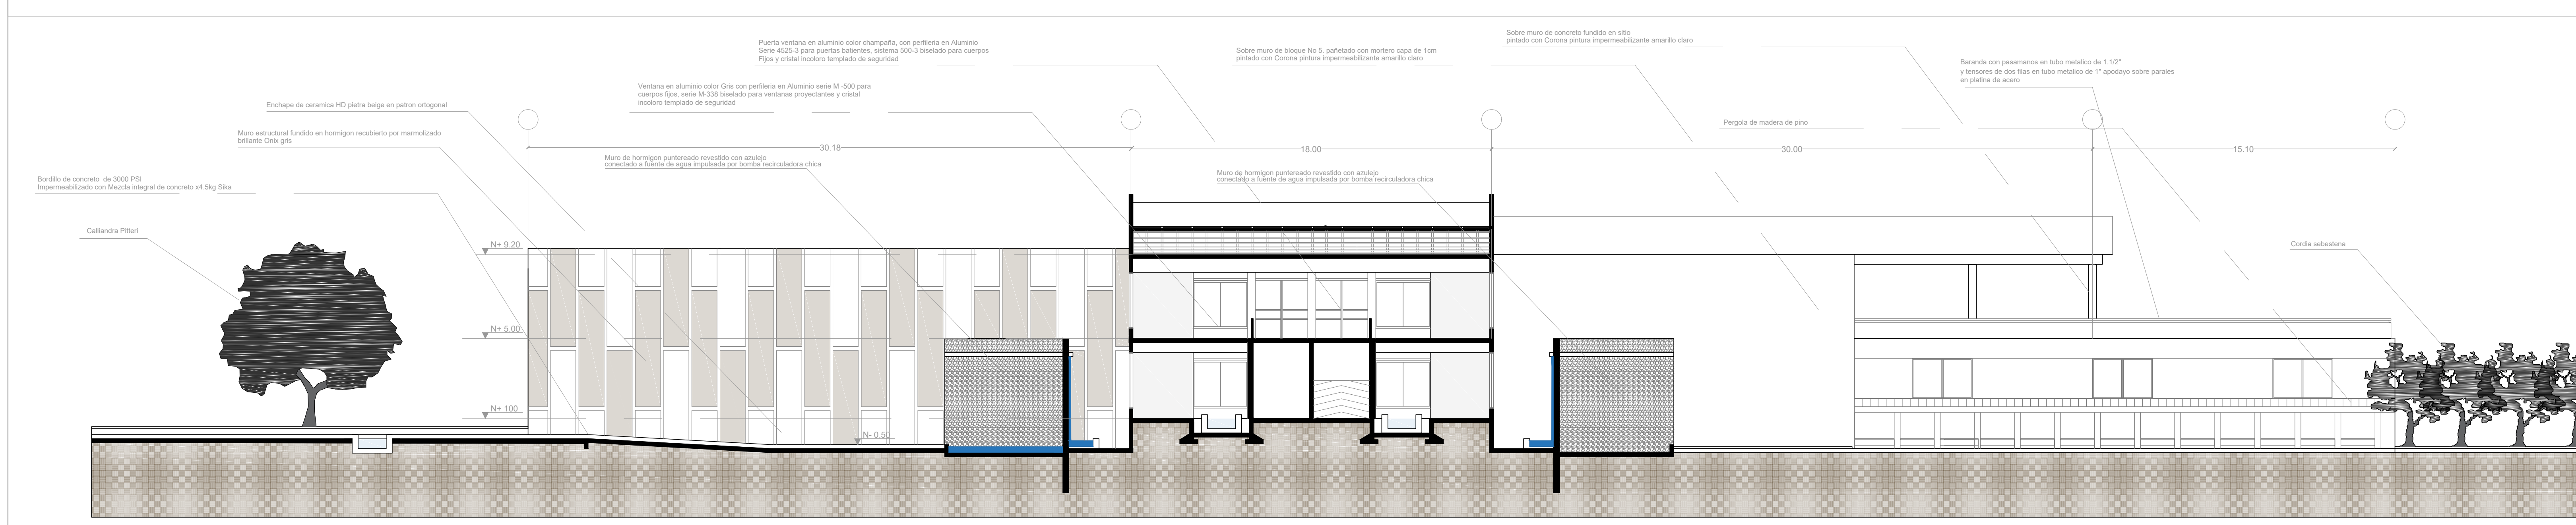 Sobre muro de concreto fundido en sitio
pintado con Corona pintura impermeabilizante amarillo claro
Puerta ventana en aluminio color champaña, con perfileria en Aluminio
Serie 4525-3 para puertas batientes, sistema 500-3 biselado para cuerpos
Fijos y cristal incoloro templado de seguridad
Sobre muro de bloque No 5. pañetado con mortero capa de 1cm
pintado con Corona pintura impermeabilizante amarillo claro
Baranda con pasamanos en tubo metalico de 1.1/2"
y tensores de dos filas en tubo metalico de 1" apodayo sobre parales
en platina de acero
Ventana en aluminio color Gris con perfileria en Aluminio serie M -500 para
cuerpos fijos, serie M-338 biselado para ventanas proyectantes y cristal
incoloro templado de seguridad
Enchape de ceramica HD pietra beige en patron ortogonal
Pergola de madera de pino
Muro estructural fundido en hormigon recubierto por marmolizado
brillante Onix gris
30.18
18.00
30.00
15.10
Muro de hormigon puntereado revestido con azulejo
conectado a fuente de agua impulsada por bomba recirculadora chica
Muro de hormigon puntereado revestido con azulejo
conectado a fuente de agua impulsada por bomba recirculadora chica
Bordillo de concreto de 3000 PSI
Impermeabilizado con Mezcla integral de concreto x4.5kg Sika
Calliandra Pitteri
N+ 9.20
Cordia sebestena
N+ 5.00
N+ 100
N- 0.50